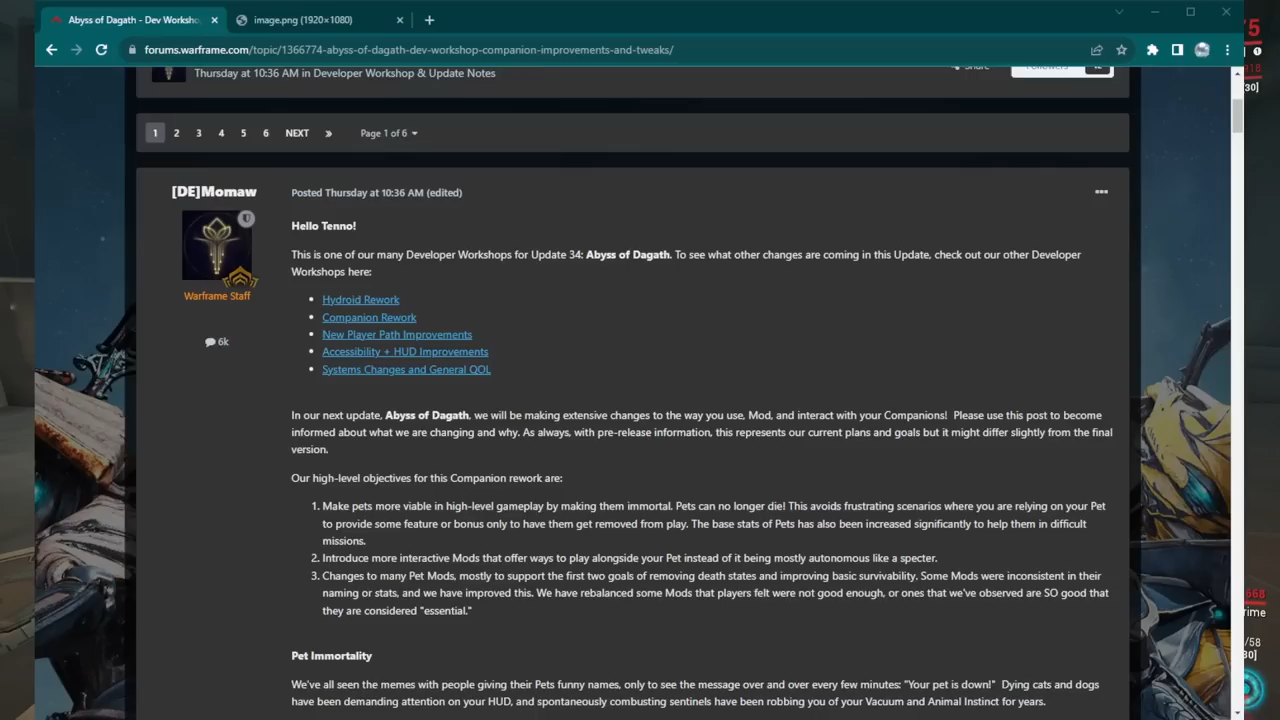 Abyss of Dagath - Dev Worksho
image.png (1920×1080)
forums.warframe.com/topic/1366774-abyss-of-dagath-dev-workshop-companion-improvements-and-tweaks/
Thursday at 10:36 AM in Developer Workshop & Update Notes
Share
Followers
1 2 3 4 5 6 NEXT » Page 1 of 6
[DE]Momaw
Posted Thursday at 10:36 AM (edited)
Warframe Staff
6k
Hello Tenno!
This is one of our many Developer Workshops for Update 34: Abyss of Dagath. To see what other changes are coming in this Update, check out our other Developer
Workshops here:
• Hydroid Rework
• Companion Rework
• New Player Path Improvements
• Accessibility + HUD Improvements
• Systems Changes and General QOL
In our next update, Abyss of Dagath, we will be making extensive changes to the way you use, Mod, and interact with your Companions! Please use this post to become
informed about what we are changing and why. As always, with pre-release information, this represents our current plans and goals but it might differ slightly from the final
version.
Our high-level objectives for this Companion rework are:
1. Make pets more viable in high-level gameplay by making them immortal. Pets can no longer die! This avoids frustrating scenarios where you are relying on your Pet
to provide some feature or bonus only to have them get removed from play. The base stats of Pets has also been increased significantly to help them in difficult
missions.
2. Introduce more interactive Mods that offer ways to play alongside your Pet instead of it being mostly autonomous like a specter.
3. Changes to many Pet Mods, mostly to support the first two goals of removing death states and improving basic survivability. Some Mods were inconsistent in their
naming or stats, and we have improved this. We have rebalanced some Mods that players felt were not good enough, or ones that we've observed are SO good that
they are considered "essential."
Pet Immortality
We've all seen the memes with people giving their Pets funny names, only to see the message over and over every few minutes: "Your pet is down!" Dying cats and dogs
have been demanding attention on your HUD, and spontaneously combusting sentinels have been robbing you of your Vacuum and Animal Instinct for years.